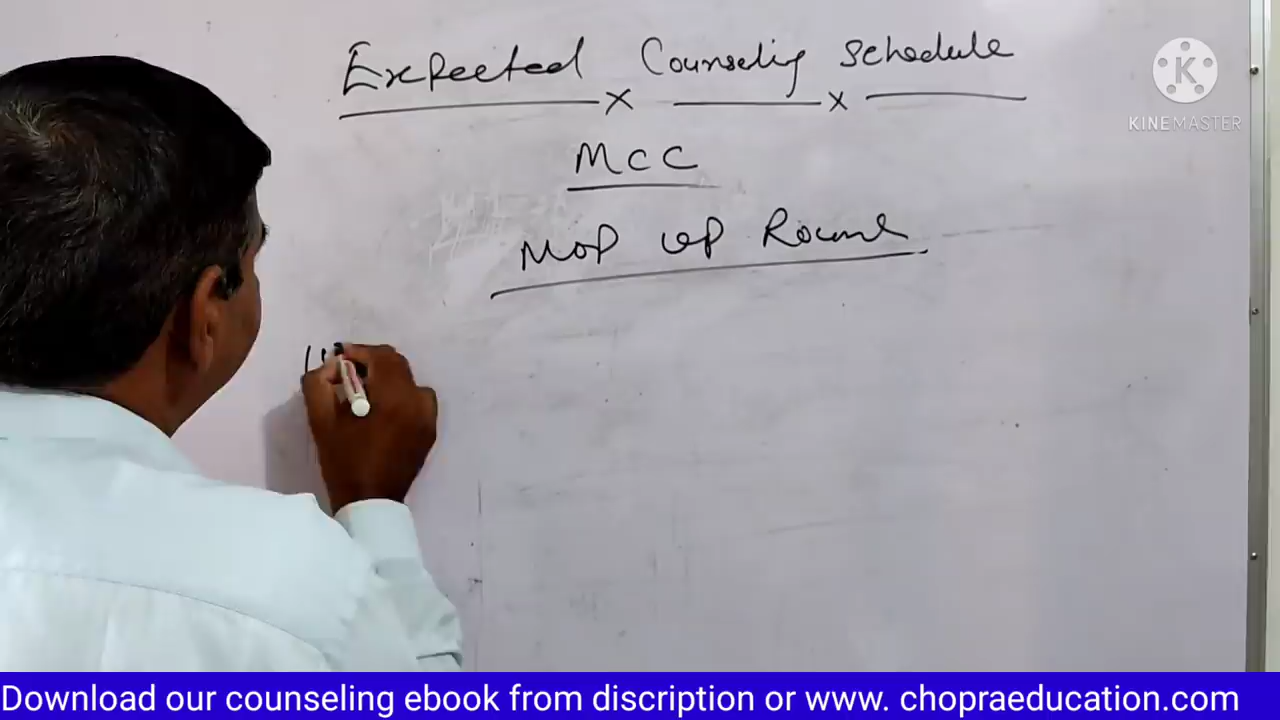 Expected Counseling Schedule
KINEMASTER
MCC
Mop up Round
Download our counseling ebook from discription or www. chopraeducation.com